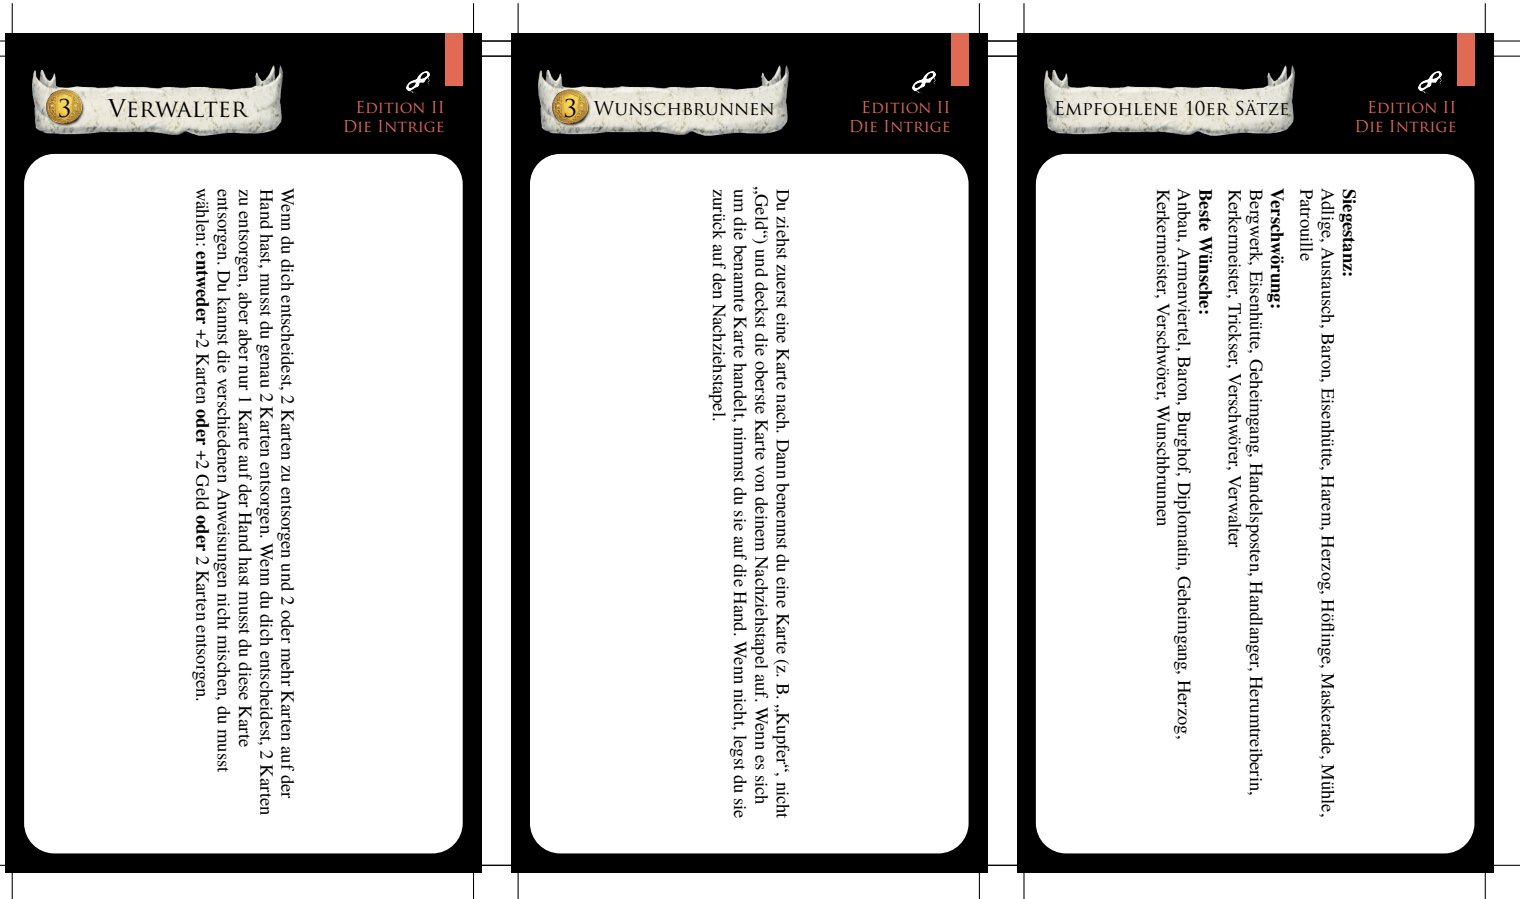 3 VERWALTER
EDITION II
DIE INTRIGE
Wenn du dich entscheidest, 2 Karten zu entsorgen und 2 oder mehr Karten auf der
Hand hast, musst du genau 2 Karten entsorgen. Wenn du dich entscheidest, 2 Karten
zu entsorgen, aber aber nur 1 Karte auf der Hand hast musst du diese Karte
entsorgen. Du kannst die verschiedenen Anweisungen nicht mischen, du musst
wählen: entweder +2 Karten oder +2 Geld oder 2 Karten entsorgen.
3 WUNSCHBRUNNEN
EDITION II
DIE INTRIGE
Du ziehst zuerst eine Karte nach. Dann benennst du eine Karte (z. B. „Kupfer“, nicht
„Geld“) und deckst die oberste Karte von deinem Nachziehstapel auf. Wenn es sich
um die benannte Karte handelt, nimmst du sie auf die Hand. Wenn nicht, legst du sie
zurück auf den Nachziehstapel.
EMPFOHLENE 10ER SÄTZE
EDITION II
DIE INTRIGE
Siegestanz:
Adlige, Austausch, Baron, Eisenhütte, Harem, Herzog, Höflinge, Maskerade, Mühle,
Patrouille
Verschwörung:
Bergwerk, Eisenhütte, Geheimgang, Handelsposten, Handlanger, Herumtreiberin,
Kerkermeister, Trickser, Verschwörer, Verwalter
Beste Wünsche:
Anbau, Armenviertel, Baron, Burghof, Diplomatin, Geheimgang, Herzog,
Kerkermeister, Verschwörer, Wunschbrunnen